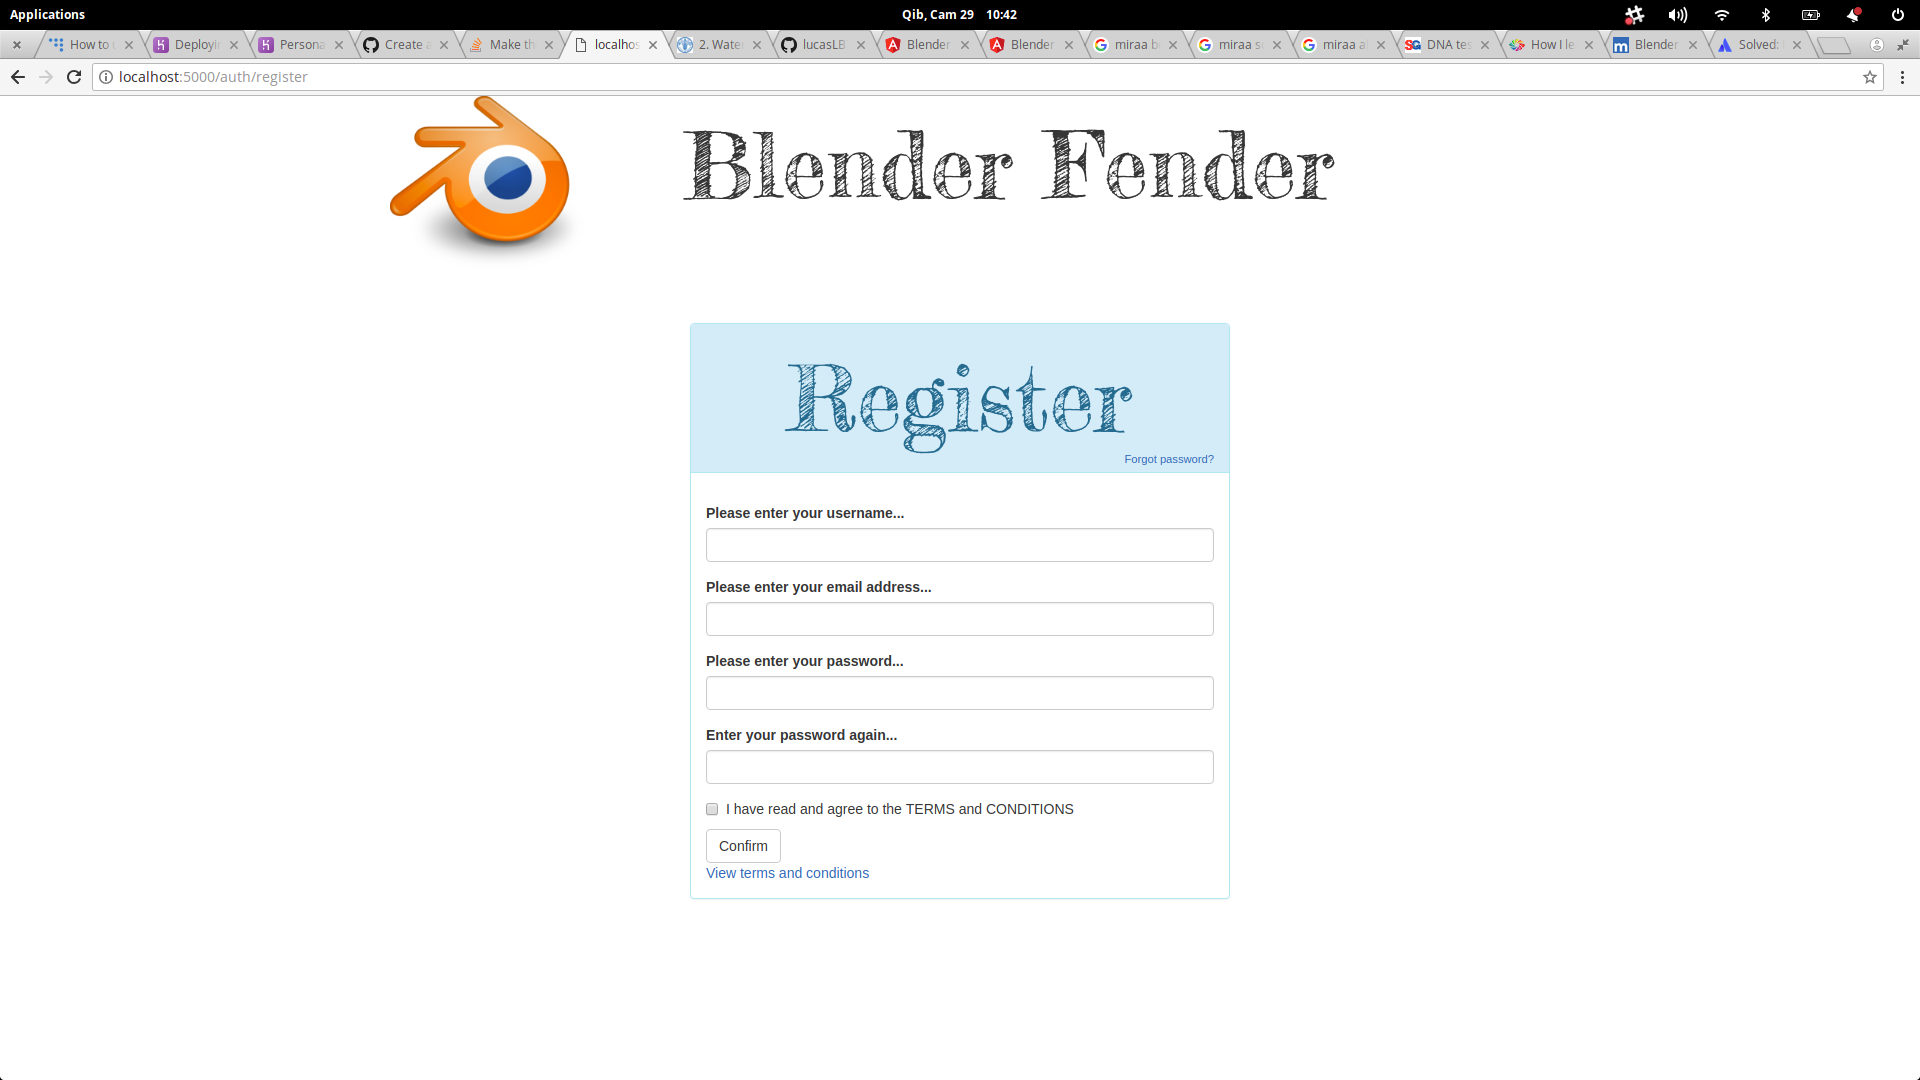 Applications
Qib, Cam 29 10:42
How to
Deployi
Persona
Create a
Make th
localhos
2. Wate
lucasLB
Blender
Blender
miraa b
miraa s
miraa a
DNA tes
How I le
Blender
Solved:
localhost:5000/auth/register
Blender Fender
Register
Forgot password?
Please enter your username...
Please enter your email address...
Please enter your password...
Enter your password again...
I have read and agree to the TERMS and CONDITIONS
Confirm
View terms and conditions